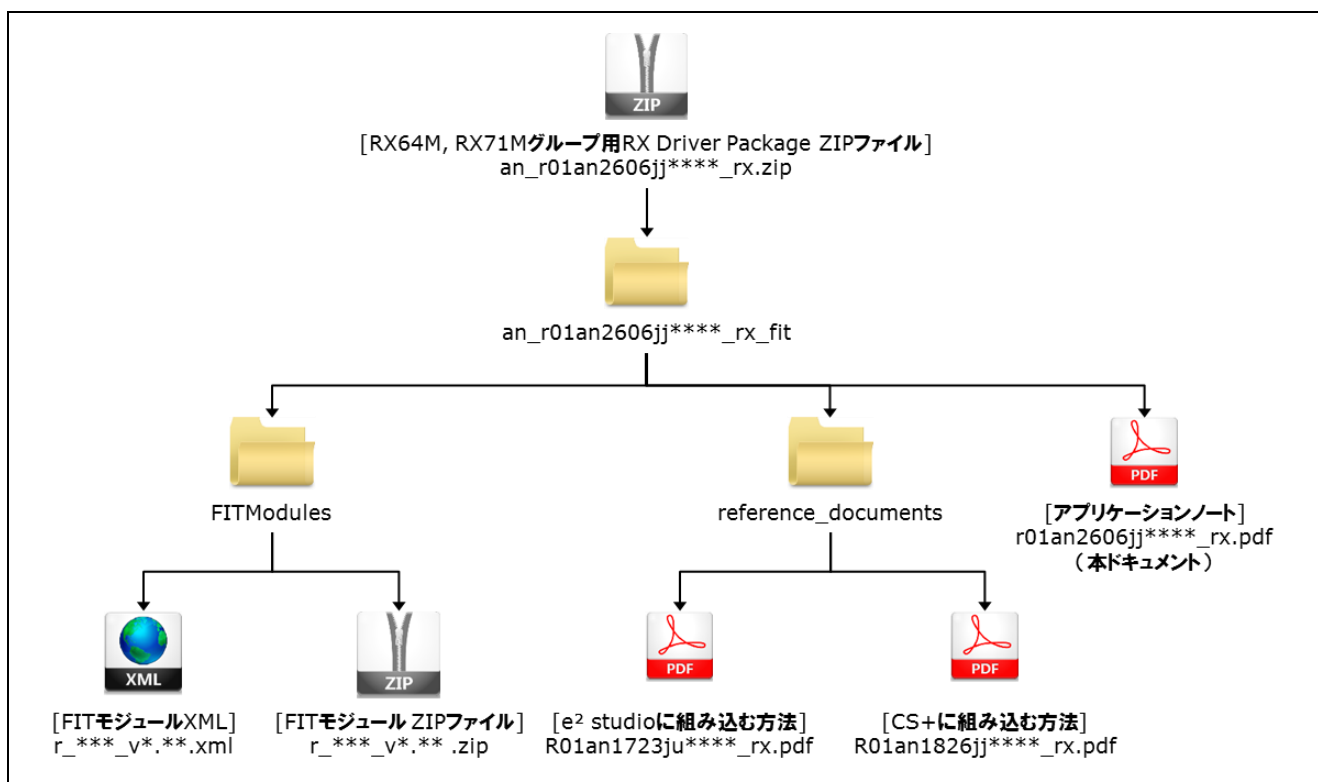 ZIP
[RX64M, RX71Mグループ用RX Driver Package ZIPファイル]
an_r01an2606jj****_rx.zip
an_r01an2606jj****_rx_fit
FITModules
reference_documents
PDF
[アプリケーションノート]
r01an2606jj****_rx.pdf
(本ドキュメント)
XML
[FITモジュールXML]
r_***_v*.**.xml
ZIP
[FITモジュール ZIPファイル]
r_***_v*.** .zip
PDF
[e² studioに組み込む方法]
R01an1723ju****_rx.pdf
PDF
[CS+に組み込む方法]
R01an1826jj****_rx.pdf